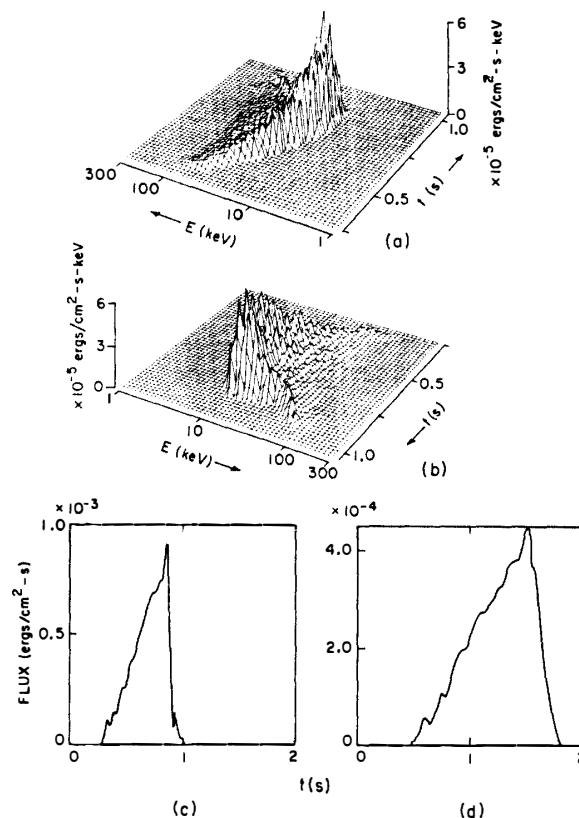 6
3
0
×10⁻⁵ ergs/cm²-s-keV
1.0
0.5
t(s)
300
100
10
1
E (keV)
(a)
6
3
0
×10⁻⁵ ergs/cm²-s-keV
1
10
100
300
E (keV)
0.5
1.0
t(s)
(b)
×10⁻³
×10⁻⁴
1.0
0.5
0
FLUX (ergs/cm²-s)
4.0
2.0
0
0 1 2
0 1 2
t(s)
(c) (d)